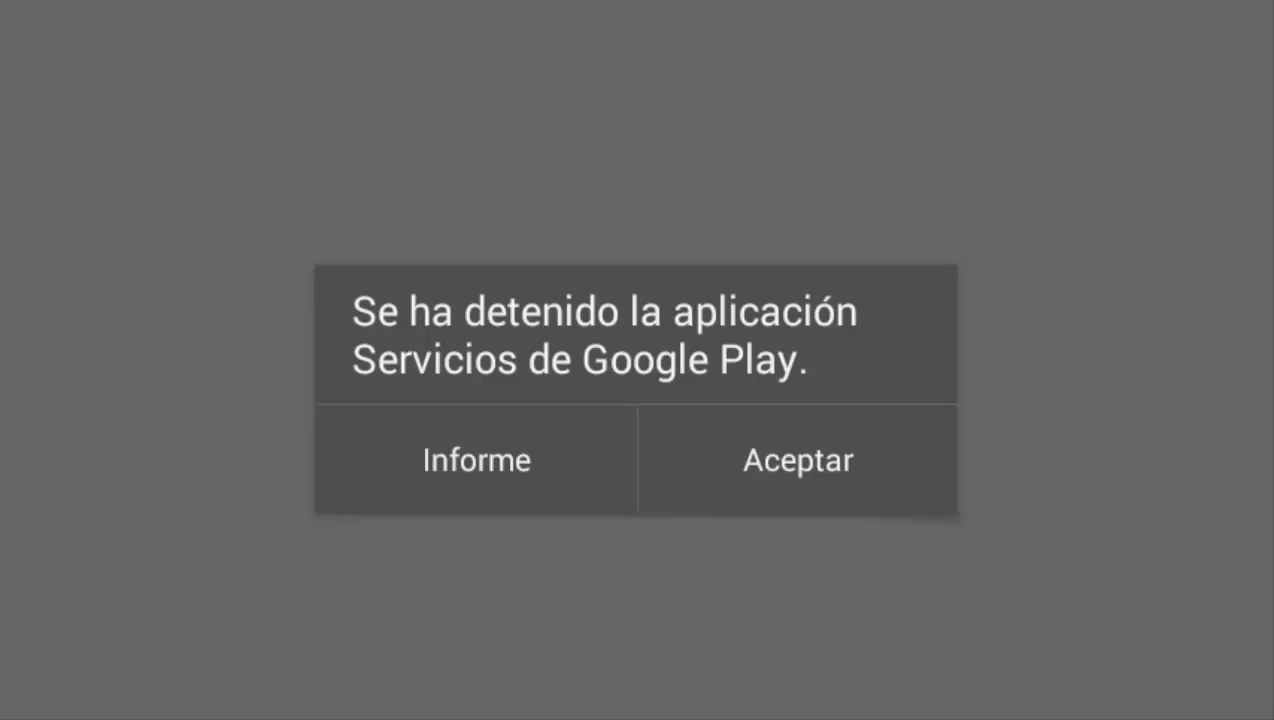 Se ha detenido la aplicación
Servicios de Google Play.
Informe
Aceptar